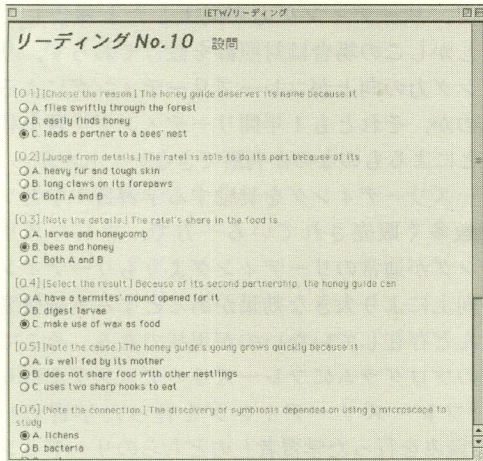 IETW/リーディング
リーディング No.10 設問
[Q.1] [Choose the reason.] The honey guide deserves its name because it
A. flies swiftly through the forest
B. easily finds honey
C. leads a partner to a bees' nest
[Q.2] [Judge from details.] The ratel is able to do its part because of its
A. heavy fur and tough skin
B. long claws on its forepaws
C. Both A and B
[Q.3] [Note the details.] The ratel's share in the food is
A. larvae and honeycomb
B. bees and honey
C. Both A and B
[Q.4] [Select the result.] Because of its second partnership, the honey guide can
A. have a termites' mound opened for it
B. digest larvae
C. make use of wax as food
[Q.5] [Note the cause.] The honey guide's young grows quickly because it
A. is well fed by its mother
B. does not share food with other nestlings
C. uses two sharp hooks to eat
[Q.6] [Note the connection.] The discovery of symbiosis depended on using a microscope to
study
A. lichens
B. bacteria